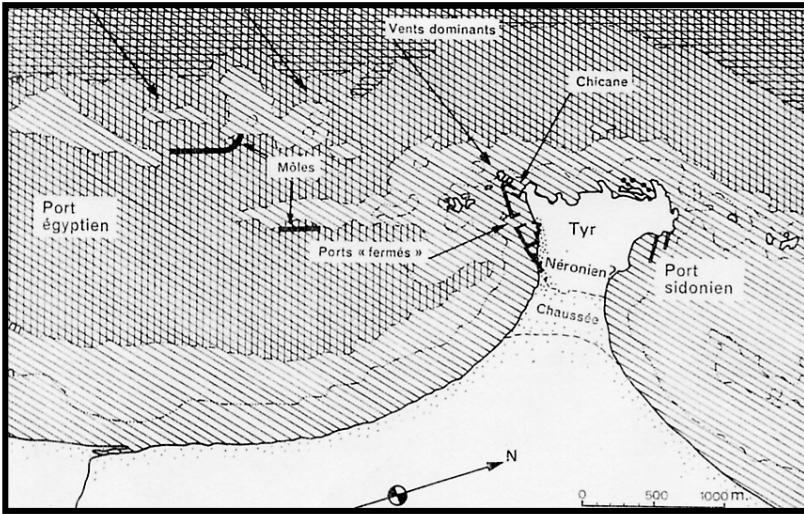 Vents dominants
Chicane
Môles
Port
égyptien
Tyr
Ports « fermés »
Néronien?
Port
sidonien
Chaussée
N
0 500 1000 m.